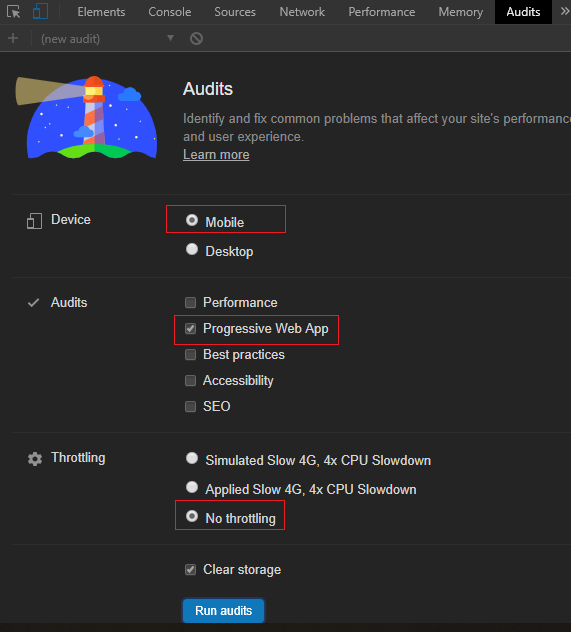 Elements Console Sources Network Performance Memory Audits »
+ (new audit) ▼
Audits
Identify and fix common problems that affect your site's performance
and user experience.
Learn more
Device
Mobile
Desktop
Audits
Performance
Progressive Web App
Best practices
Accessibility
SEO
Throttling
Simulated Slow 4G, 4x CPU Slowdown
Applied Slow 4G, 4x CPU Slowdown
No throttling
Clear storage
Run audits